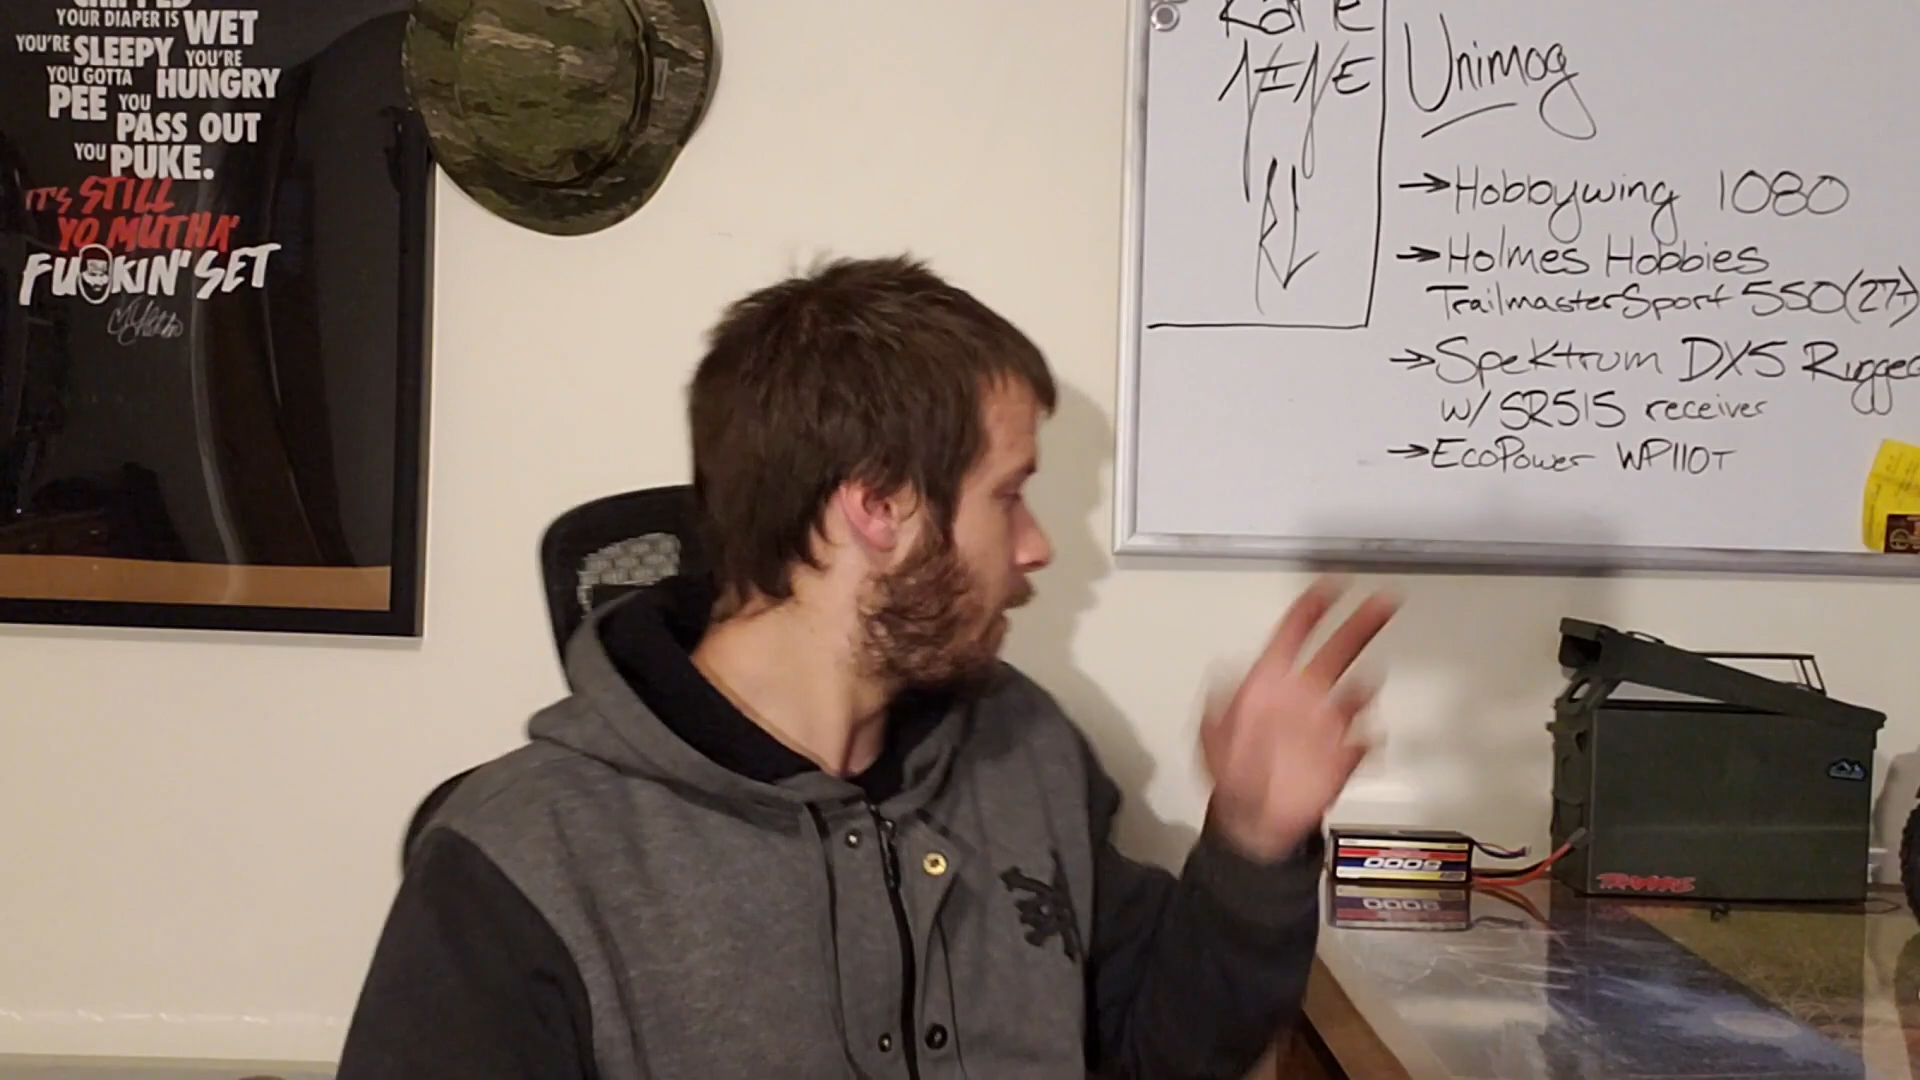 YOUR DIAPER IS WET
YOU'RE SLEEPY YOU'RE
YOU GOTTA HUNGRY
PEE YOU
PASS OUT
YOU PUKE.
IT'S STILL
YO MUTHA'
FU KIN' SET
NINE
RL
Unimog
→Hobbywing 1080
→Holmes Hobbies
TrailmasterSport 550(27T)
→Spektrum DX5 Rugged
w/ SR515 receiver
→EcoPower WP110T
5000
TRAXXAS